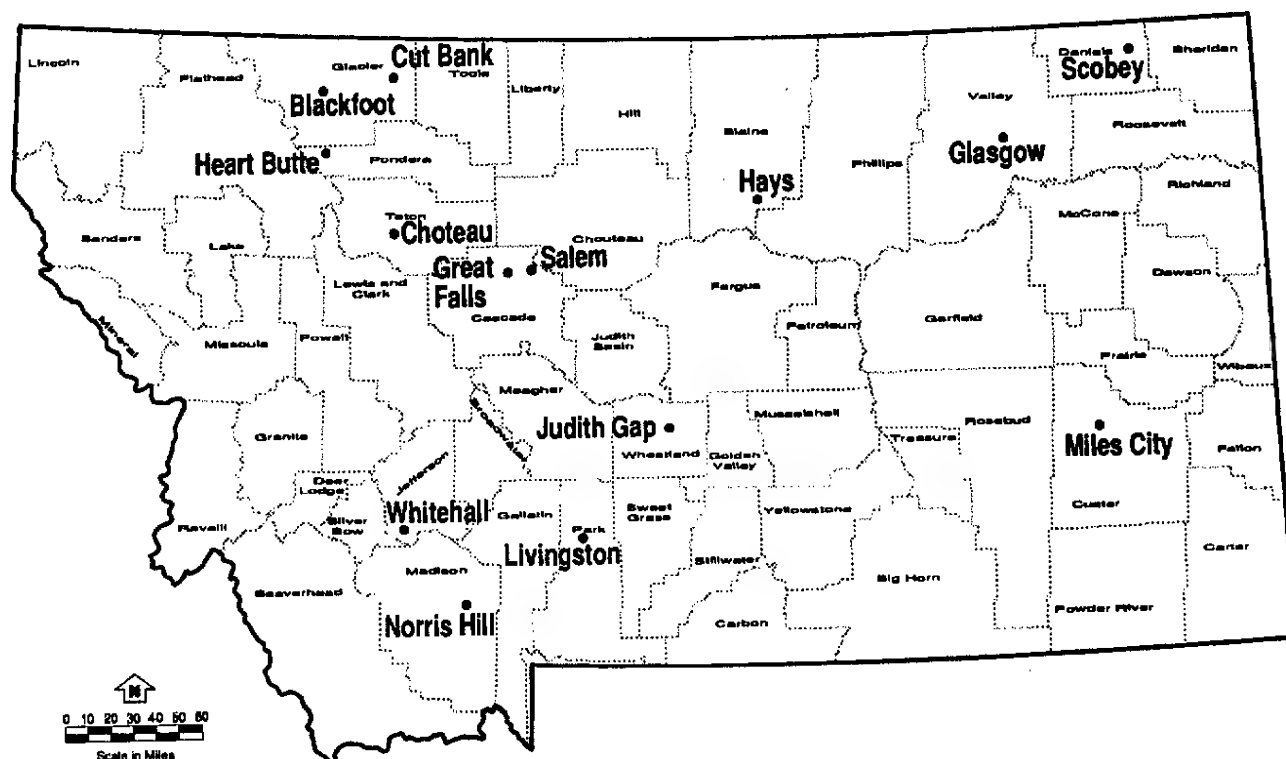 Lincoln
Flathead
Glacier
Cut Bank
Toole
Liberty
Hill
Blaine
Phillips
Valley
Daniels
Scobey
Sheridan
Blackfoot
Heart Butte
Pondera
Roosevelt
Glasgow
Hays
Richland
McCone
Sanders
Lake
Teton
Choteau
Chouteau
Great
Falls
Salem
Lewis and
Clark
Cascade
Fergus
Petroleum
Garfield
Dawson
Mineral
Missoula
Powell
Judith
Basin
Prairie
Wibaux
Meagher
Broadwater
Judith Gap
Wheatland
Golden
Valley
Musselshell
Treasure
Rosebud
Miles City
Fallon
Granite
Deer
Lodge
Jefferson
Ravalli
Silver
Bow
Whitehall
Gallatin
Park
Livingston
Sweet
Grass
Stillwater
Yellowstone
Custer
Carter
Beaverhead
Madison
Norris Hill
Carbon
Big Horn
Powder River
N
0 10 20 30 40 50 60
Scale in Miles